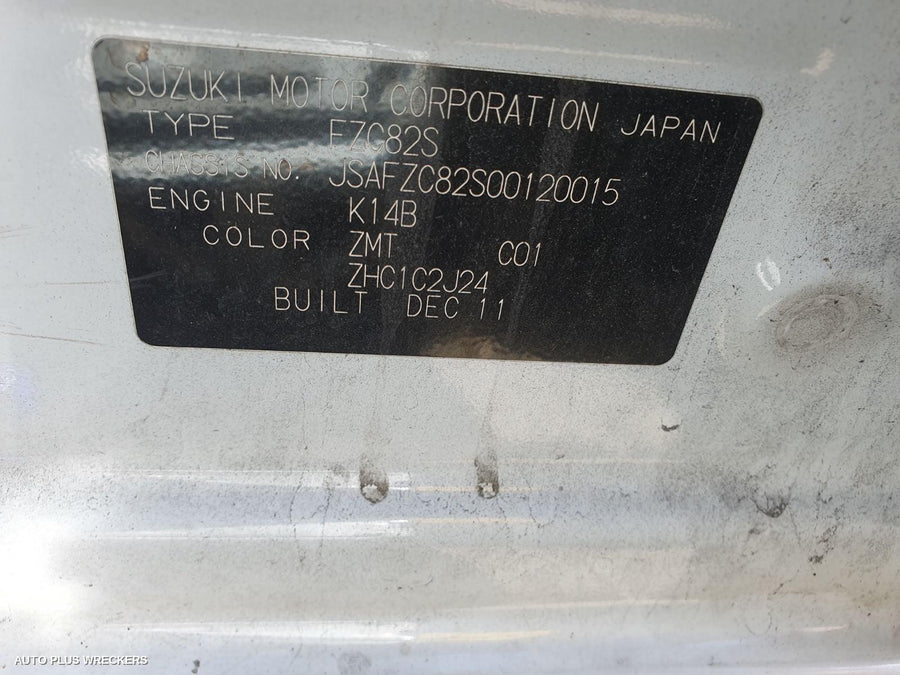 SUZUKI MOTOR CORPORATION JAPAN
TYPE FZC82S
CHASSIS NO. JSAFZC82S00120015
ENGINE K14B
COLOR ZMT C01
ZHC1C2J24
BUILT DEC 11
AUTO PLUS WRECKERS